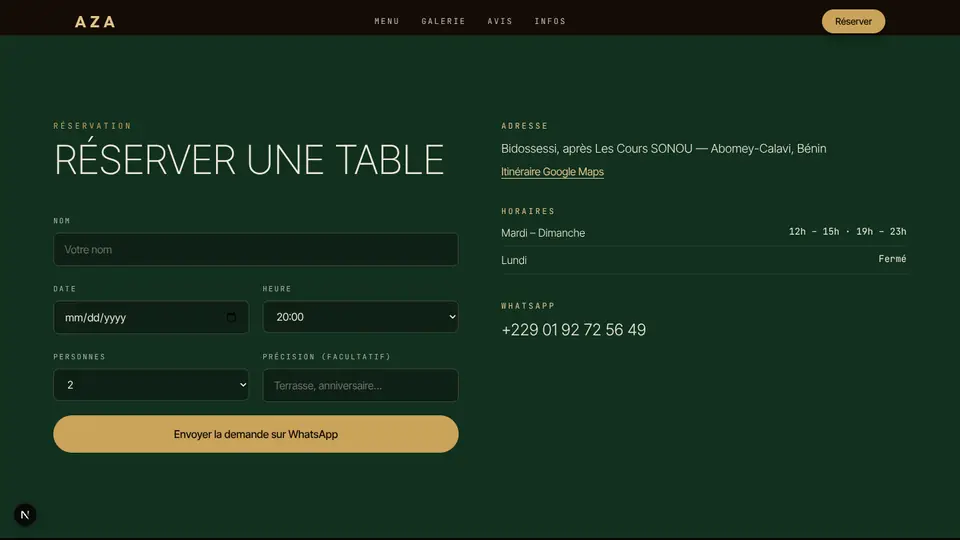 AZA
MENU GALERIE AVIS INFOS
Réserver
RÉSERVATION
RÉSERVER UNE TABLE
NOM
Votre nom
DATE HEURE
mm/dd/yyyy 20:00
PERSONNES PRÉCISION (FACULTATIF)
2 Terrasse, anniversaire...
Envoyer la demande sur WhatsApp
ADRESSE
Bidossessi, après Les Cours SONOU — Abomey-Calavi, Bénin
Itinéraire Google Maps
HORAIRES
Mardi – Dimanche 12h – 15h · 19h – 23h
Lundi Fermé
WHATSAPP
+229 01 92 72 56 49
N